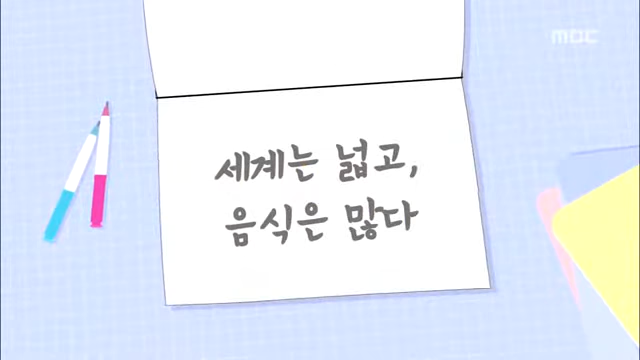 mbc
세계는 넓고,
음식은 많다